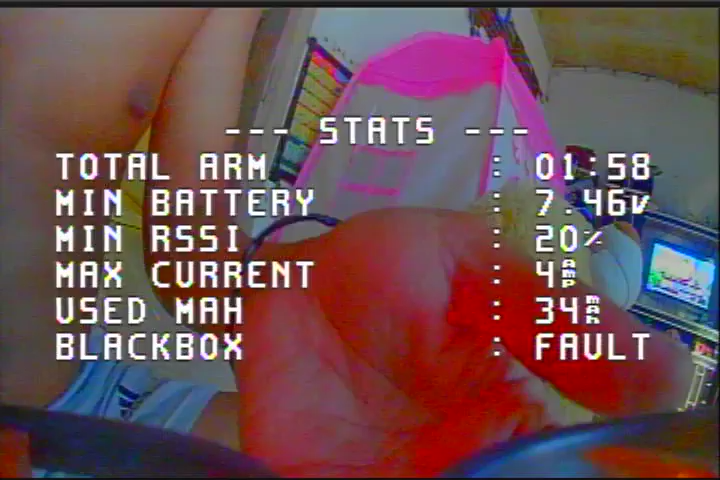 --- STATS ---
TOTAL ARM : 01:58
MIN BATTERY : 7.46V
MIN RSSI : 20%
MAX CURRENT : 4AMP
USED MAH : 34MAH
BLACKBOX : FAULT